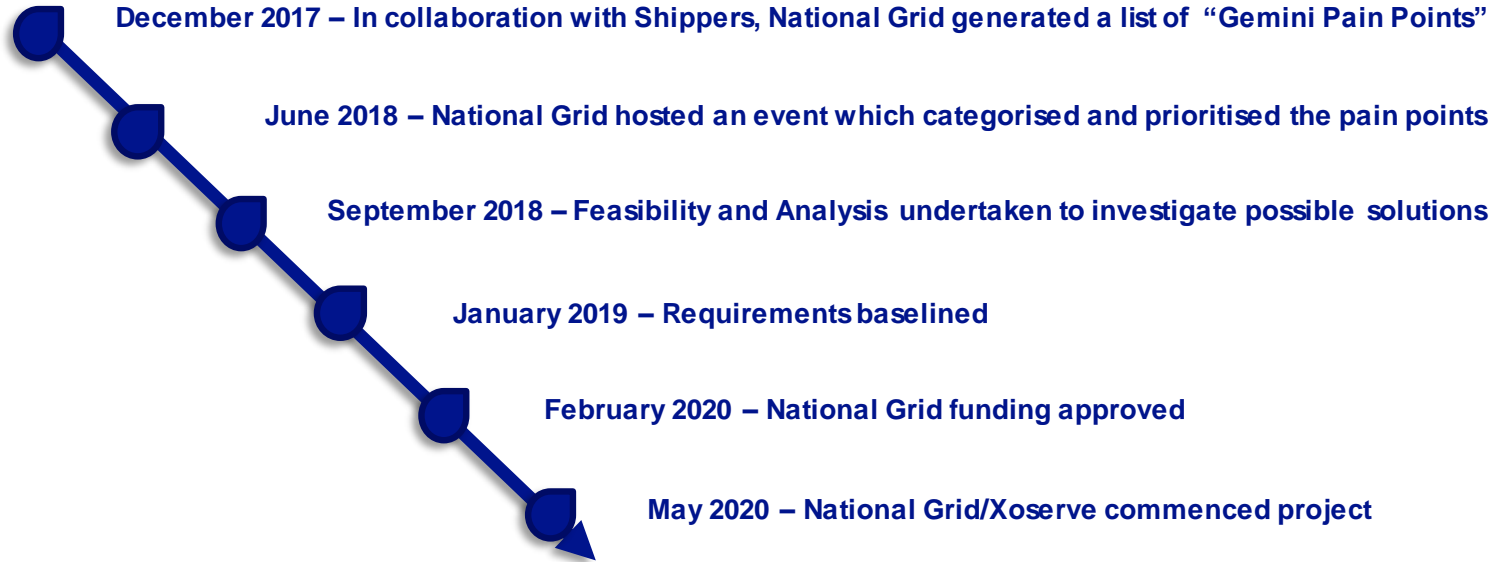 December 2017 – In collaboration with Shippers, National Grid generated a list of “Gemini Pain Points”
June 2018 – National Grid hosted an event which categorised and prioritised the pain points
September 2018 – Feasibility and Analysis undertaken to investigate possible solutions
January 2019 – Requirements baselined
February 2020 – National Grid funding approved
May 2020 – National Grid/Xoserve commenced project